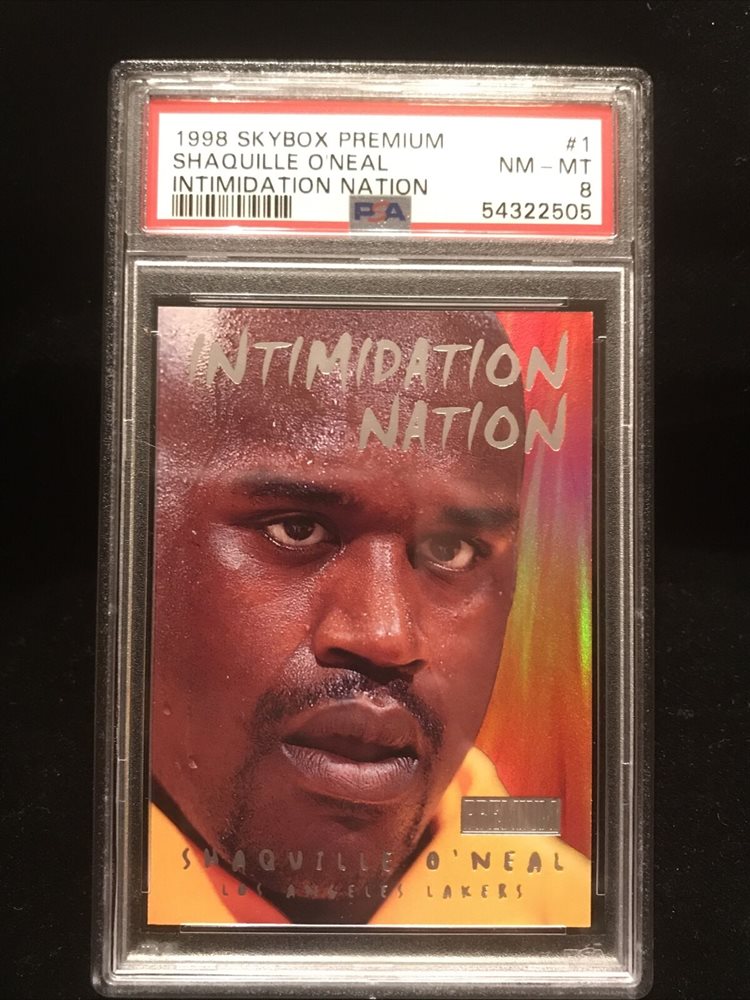 1998 SKYBOX PREMIUM #1
SHAQUILLE O'NEAL NM - MT
INTIMIDATION NATION 8
PSA 54322505
INTIMIDATION
NATION
PREMIUM
SHAQUILLE O'NEAL
LOS ANGELES LAKERS
PSA